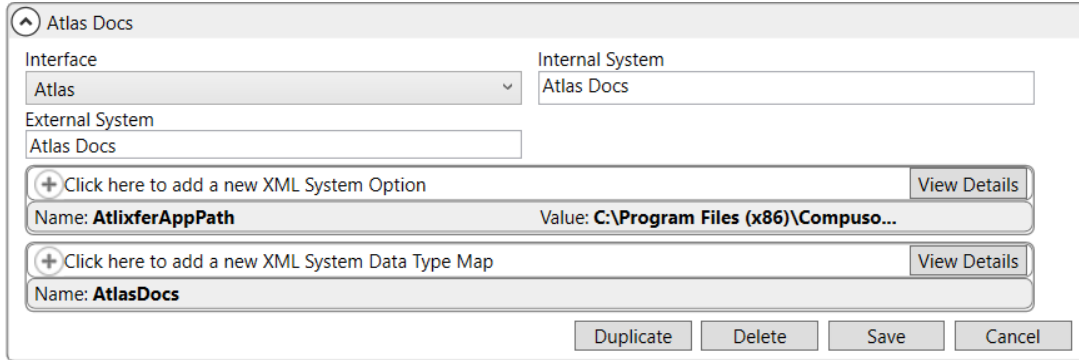 Atlas Docs
Interface Internal System
Atlas Atlas Docs
External System
Atlas Docs
Click here to add a new XML System Option View Details
Name: AtlixferAppPath Value: C:\Program Files (x86)\Compuso...
Click here to add a new XML System Data Type Map View Details
Name: AtlasDocs
Duplicate Delete Save Cancel